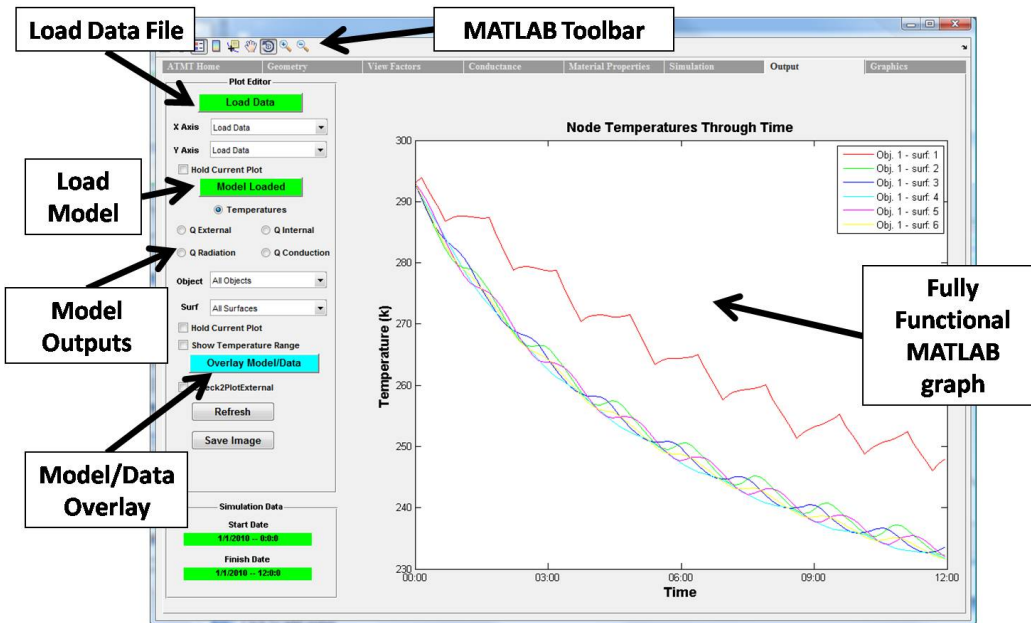 Load Data File
MATLAB Toolbar
ATMT Home
Geometry
View Factors
Conductance
Material Properties
Simulation
Output
Graphics
Plot Editor
Load Data
X Axis
Load Data
Y Axis
Load Data
Hold Current Plot
Load
Model
Model Loaded
Temperatures
Q External
Q Internal
Q Radiation
Q Conduction
Object
All Objects
Surf
All Surfaces
Model
Outputs
Hold Current Plot
Show Temperature Range
Overlay Model/Data
eck2PlotExternal
Refresh
Save Image
Model/Data
Overlay
Simulation Data
Start Date
1/1/2010 -- 0:0:0
Finish Date
1/1/2010 -- 12:0:0
Node Temperatures Through Time
Temperature (k)
300
290
280
270
260
250
240
230
00:00
03:00
06:00
09:00
12:00
Time
Obj. 1 - surf: 1
Obj. 1 - surf: 2
Obj. 1 - surf: 3
Obj. 1 - surf: 4
Obj. 1 - surf: 5
Obj. 1 - surf: 6
Fully
Functional
MATLAB
graph